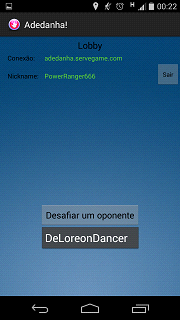 00:22
Adedanha!
Lobby
Conexão: adedanha.servegame.com
Nickname: PowerRanger666
Sair
Desafiar um oponente
DeLoreonDancer